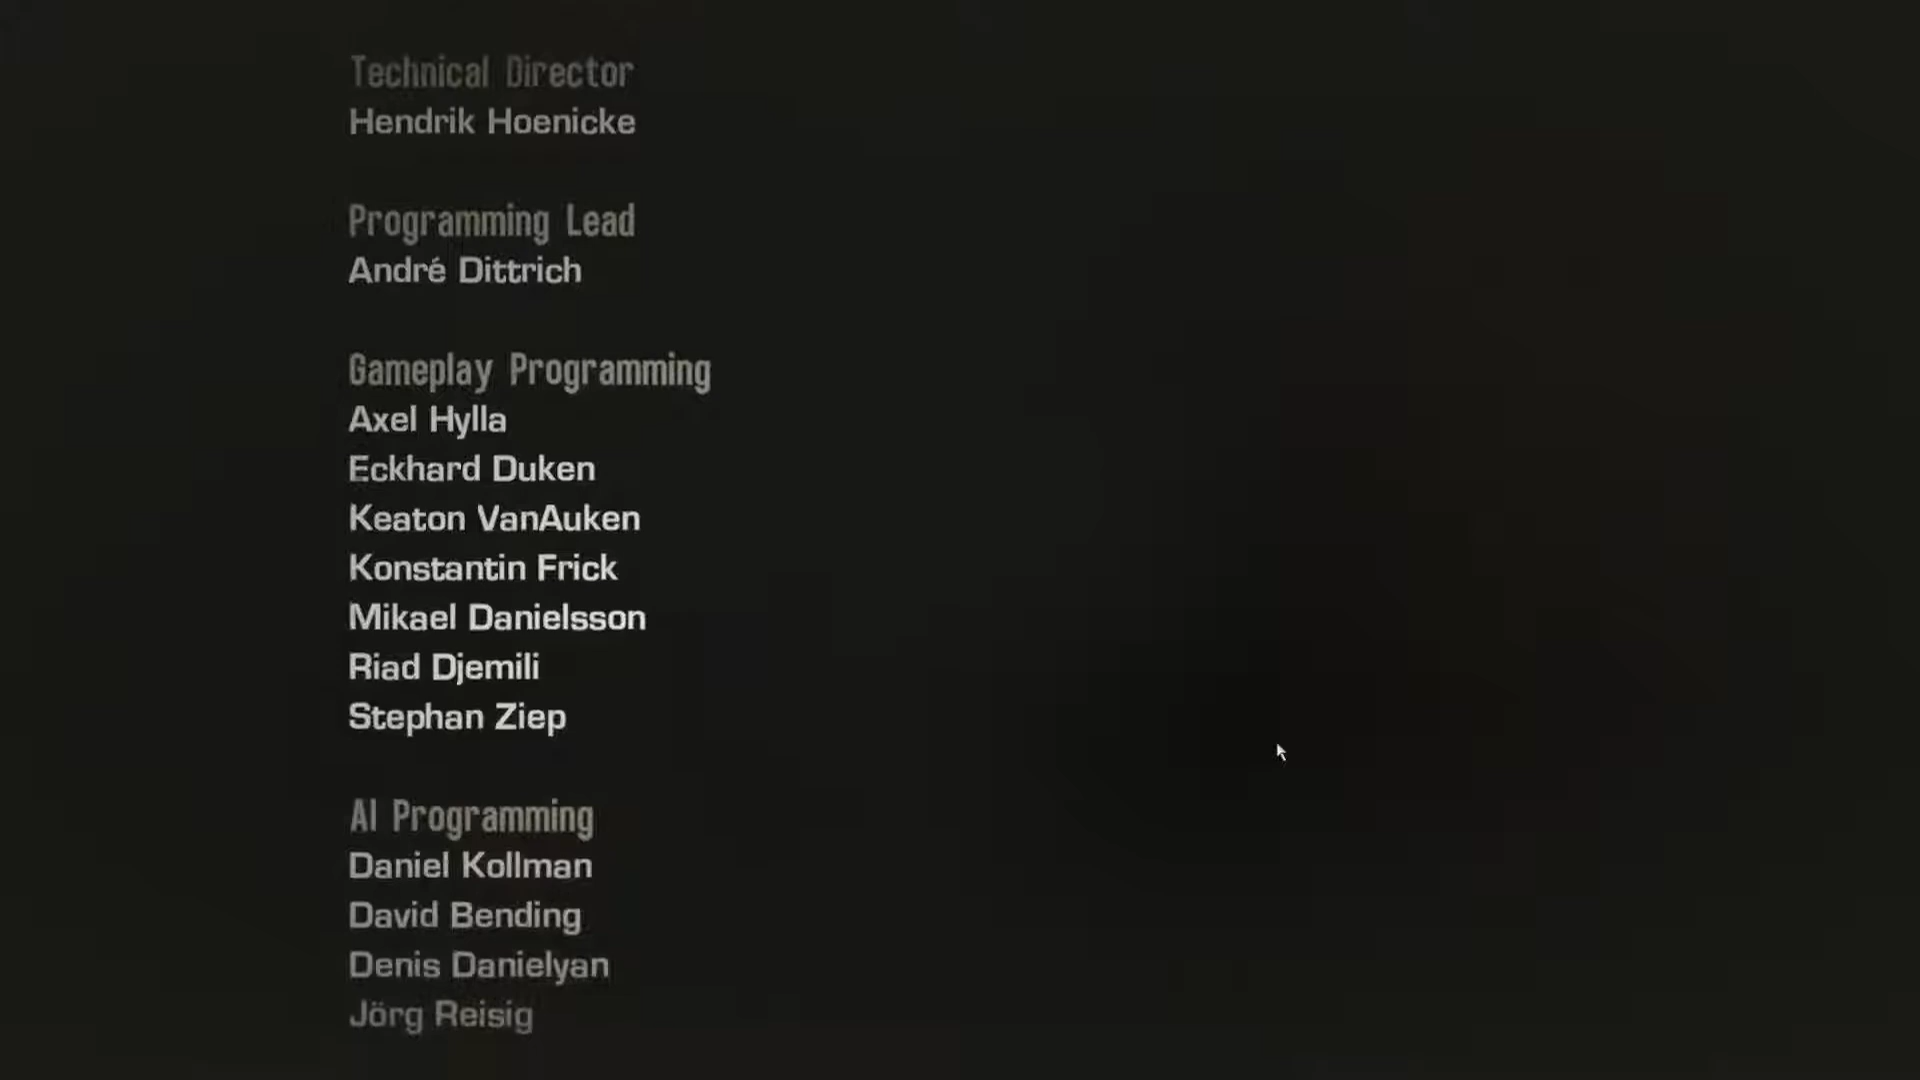 Technical Director
Hendrik Hoenicke
Programming Lead
André Dittrich
Gameplay Programming
Axel Hylla
Eckhard Duken
Keaton VanAuken
Konstantin Frick
Mikael Danielsson
Riad Djemili
Stephan Ziep
AI Programming
Daniel Kollman
David Bending
Denis Danielyan
Jörg Reisig